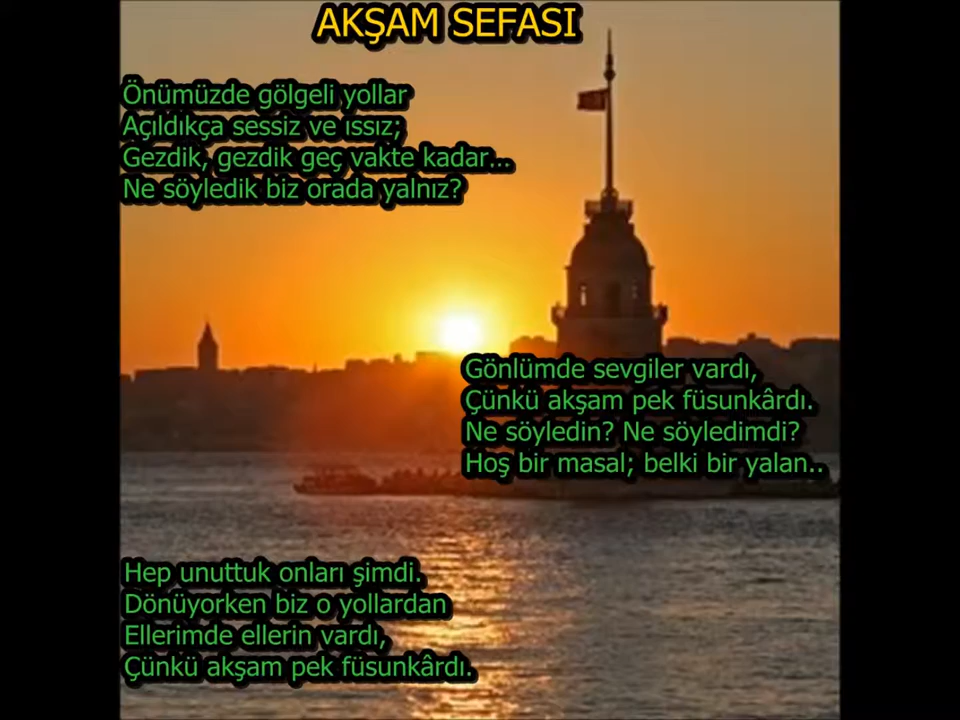 AKŞAM SEFASI
Önümüzde gölgeli yollar
Açıldıkça sessiz ve ıssız;
Gezdik, gezdik geç vakte kadar...
Ne söyledik biz orada yalnız?
Gönlümde sevgiler vardı,
Çünkü akşam pek füsunkârdı.
Ne söyledin? Ne söyledimdi?
Hoş bir masal; belki bir yalan..
Hep unuttuk onları şimdi.
Dönüyorken biz o yollardan
Ellerimde ellerin vardı,
Çünkü akşam pek füsunkârdı.